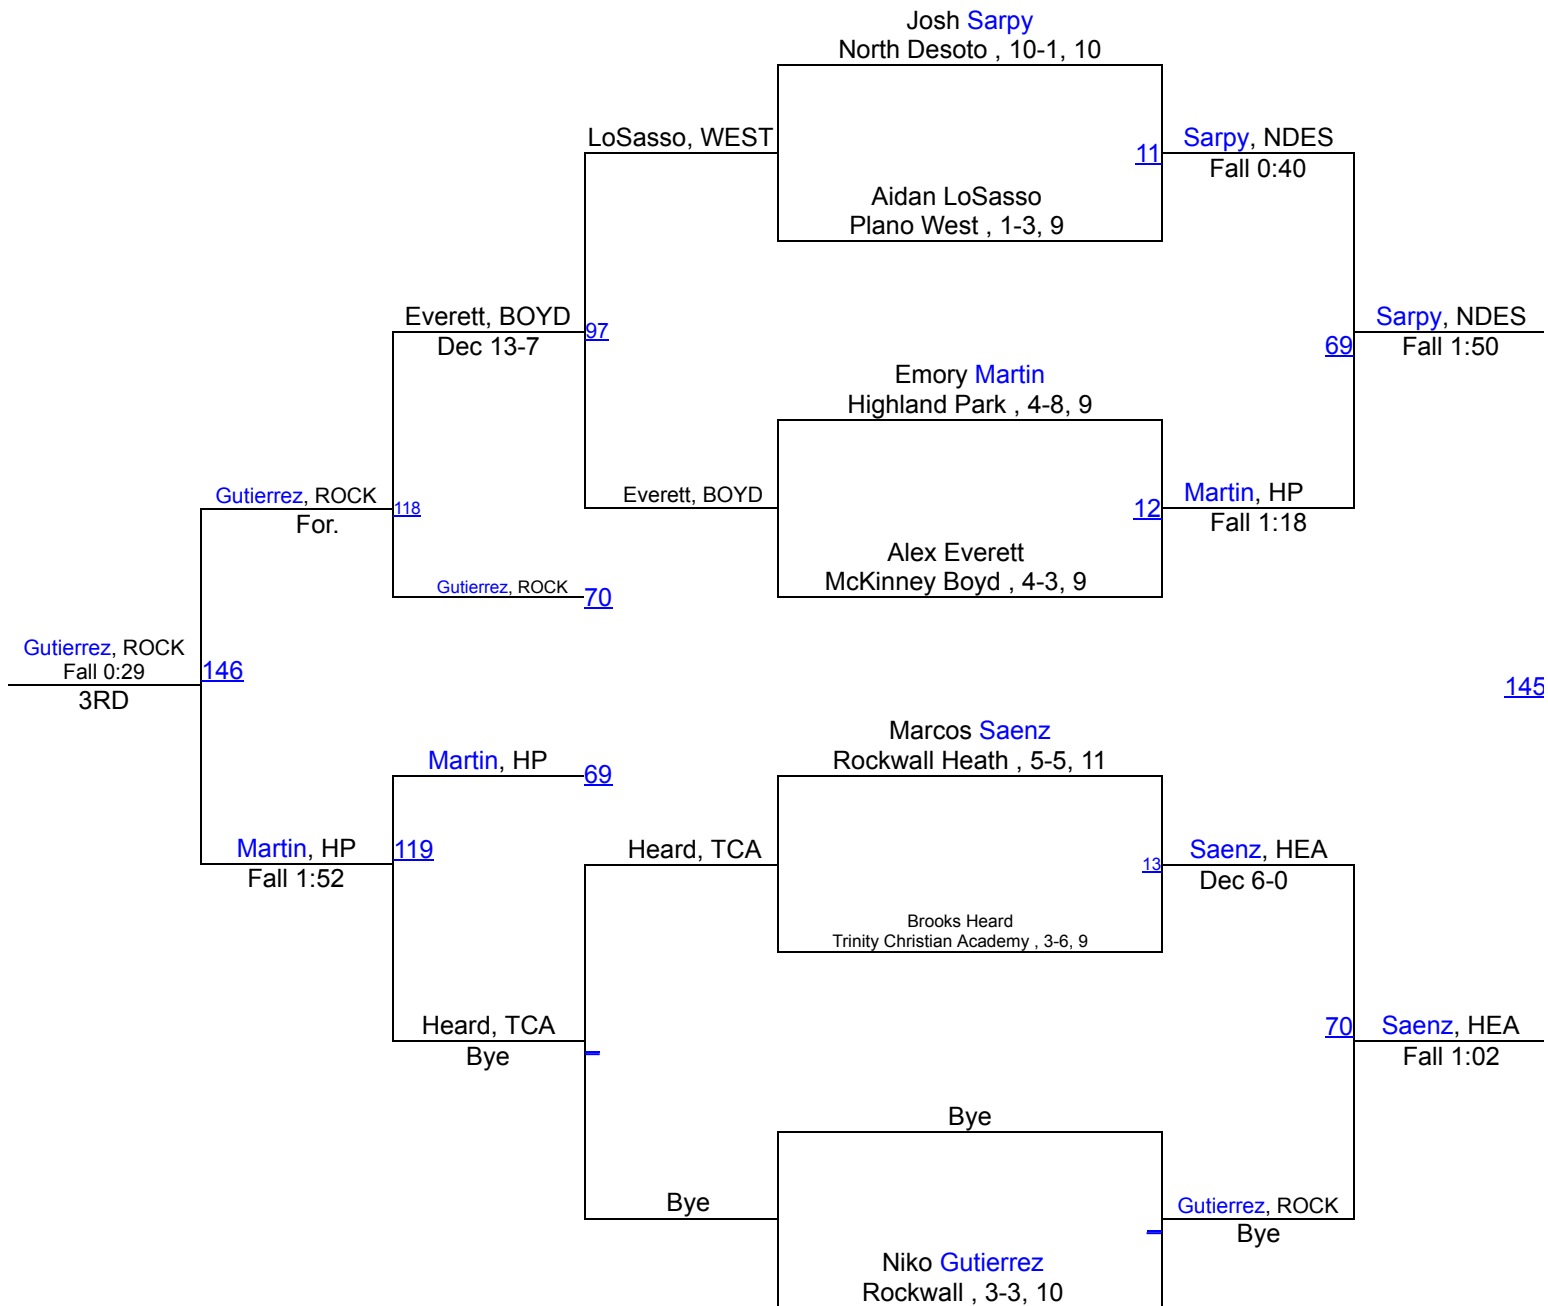 Josh Sarpy
North Desoto , 10-1, 10
LoSasso, WEST
11
Sarpy, NDES
Fall 0:40
Aidan LoSasso
Plano West , 1-3, 9
Everett, BOYD
Dec 13-7
97
69
Sarpy, NDES
Fall 1:50
Emory Martin
Highland Park , 4-8, 9
Gutierrez, ROCK
For.
118
Everett, BOYD
12
Martin, HP
Fall 1:18
Alex Everett
McKinney Boyd , 4-3, 9
Gutierrez, ROCK
70
Gutierrez, ROCK
Fall 0:29
3RD
146
145
Marcos Saenz
Rockwall Heath , 5-5, 11
Martin, HP
69
Martin, HP
Fall 1:52
119
Heard, TCA
13
Saenz, HEA
Dec 6-0
Brooks Heard
Trinity Christian Academy , 3-6, 9
Heard, TCA
Bye
70
Saenz, HEA
Fall 1:02
Bye
Bye
Gutierrez, ROCK
Bye
Niko Gutierrez
Rockwall , 3-3, 10